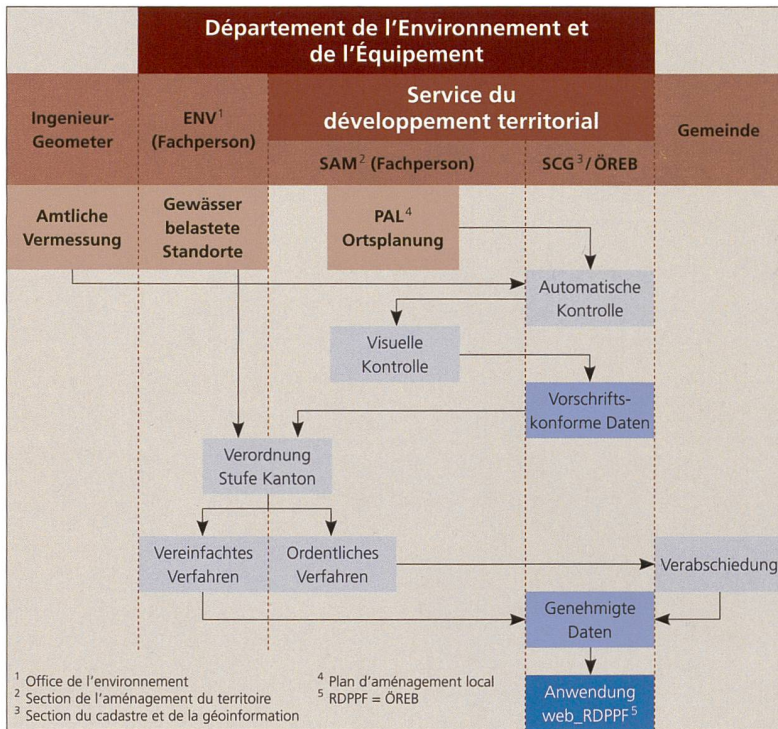 Département de l'Environnement et
de l'Équipement
Ingenieur-
Geometer
ENV¹
(Fachperson)
Service du
développement territorial
Gemeinde
SAM² (Fachperson)
SCG³/ÖREB
Amtliche
Vermessung
Gewässer
belastete
Standorte
PAL⁴
Ortsplanung
Automatische
Kontrolle
Visuelle
Kontrolle
Vorschrifts-
konforme Daten
Verordnung
Stufe Kanton
Vereinfachtes
Verfahren
Ordentliches
Verfahren
Verabschiedung
Genehmigte
Daten
Anwendung
web_RDPPF⁵
¹ Office de l'environnement
² Section de l'aménagement du territoire
³ Section du cadastre et de la géoinformation
⁴ Plan d'aménagement local
⁵ RDPPF = ÖREB